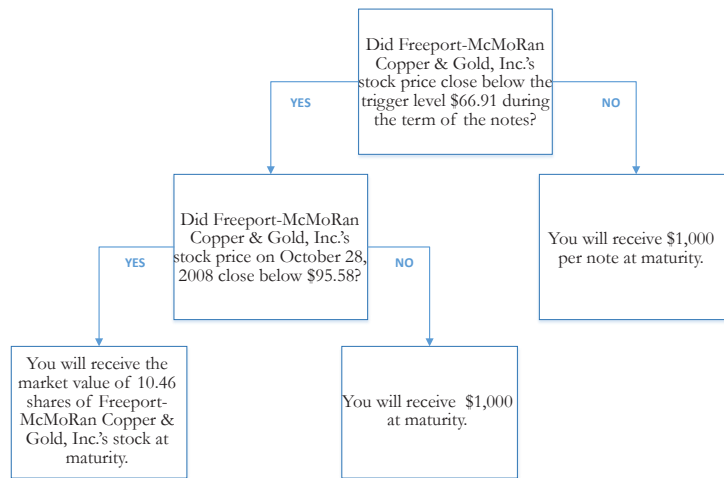 Did Freeport-McMoRan
Copper & Gold, Inc.'s
stock price close below the
trigger level $66.91 during
the term of the notes?
YES
NO
Did Freeport-McMoRan
Copper & Gold, Inc.'s
stock price on October 28,
2008 close below $95.58?
You will receive $1,000
per note at maturity.
YES
NO
You will receive the
market value of 10.46
shares of Freeport-
McMoRan Copper &
Gold, Inc.'s stock at
maturity.
You will receive $1,000
at maturity.